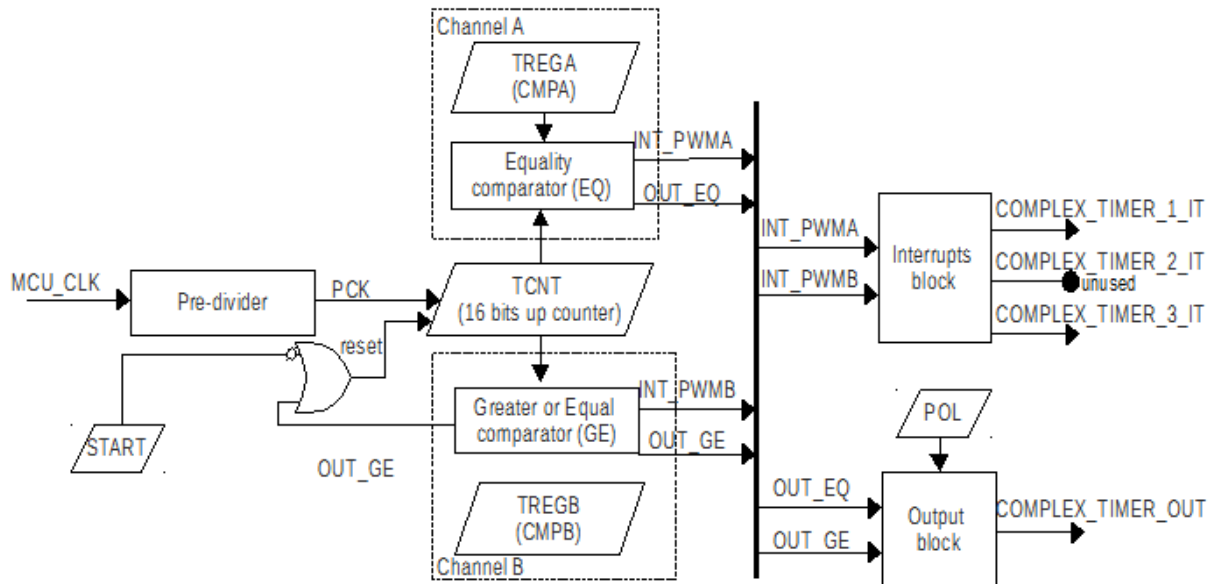 Channel A
TREGA
(CMPA)
INT_PWMA
Equality
comparator (EQ)
OUT_EQ
MCU_CLK
Pre-divider
PCK
TCNT
(16 bits up counter)
reset
START
OUT_GE
INT_PWMB
Greater or Equal
comparator (GE)
OUT_GE
TREGB
(CMPB)
Channel B
INT_PWMA
INT_PWMB
Interrupts
block
COMPLEX_TIMER_1_IT
COMPLEX_TIMER_2_IT
unused
COMPLEX_TIMER_3_IT
POL
OUT_EQ
OUT_GE
Output
block
COMPLEX_TIMER_OUT